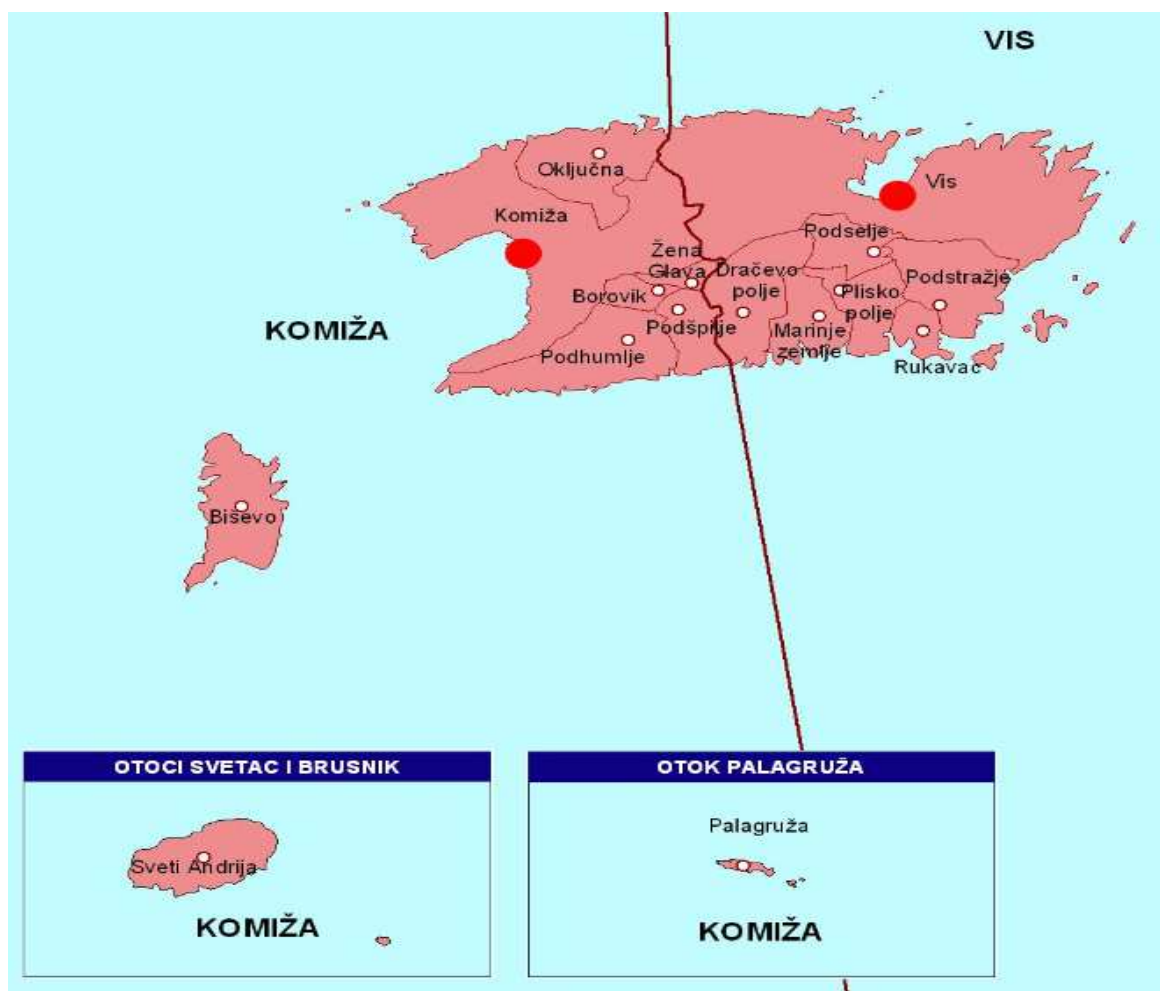 VIS
Oključna
Vis
Komiža
Podselje
Žena
Glava
Dračevo
polje
Podstražje
Borovik
Plisko
polje
KOMIŽA
Podšpilje
Marinje
zemlje
Podhumlje
Rukavac
Biševo
OTOCI SVETAC I BRUSNIK
Sveti Andrija
KOMIŽA
OTOK PALAGRUŽA
Palagruža
KOMIŽA